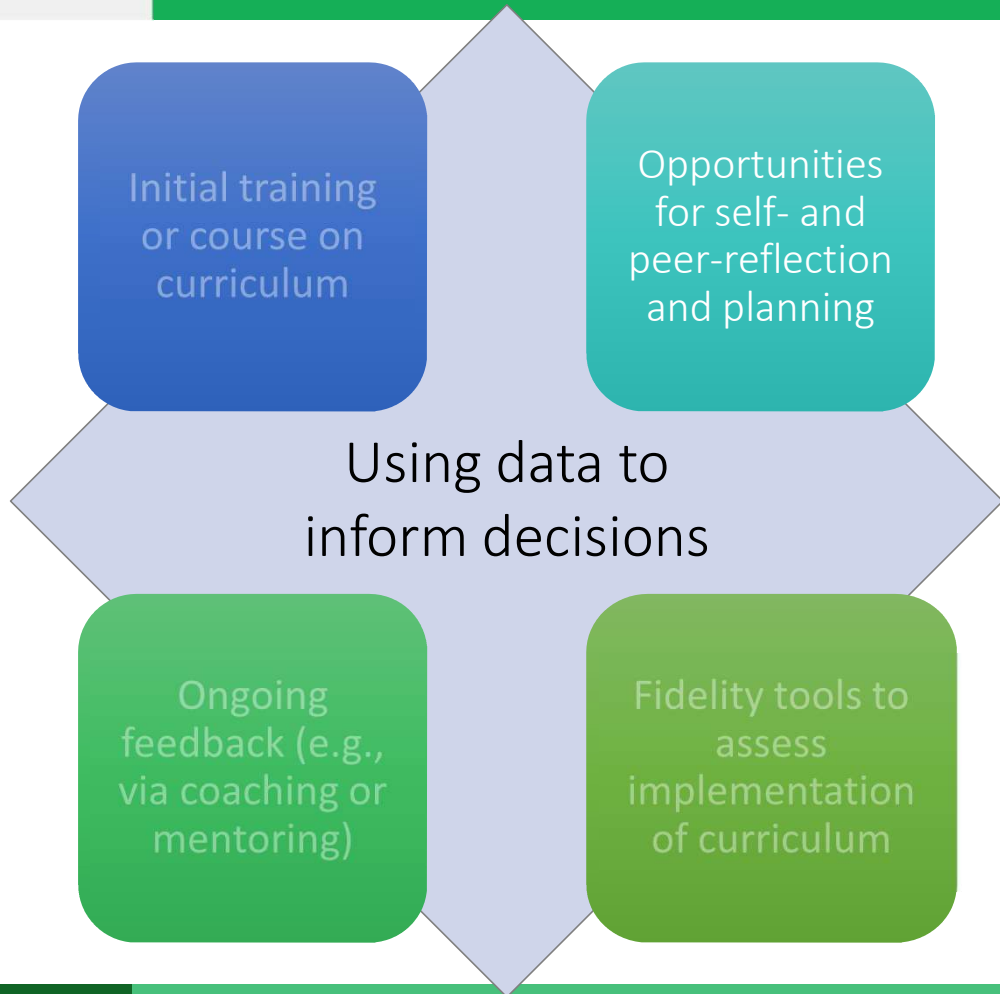 Initial training
or course on
curriculum
Opportunities
for self- and
peer-reflection
and planning
Using data to
inform decisions
Ongoing
feedback (e.g.,
via coaching or
mentoring)
Fidelity tools to
assess
implementation
of curriculum